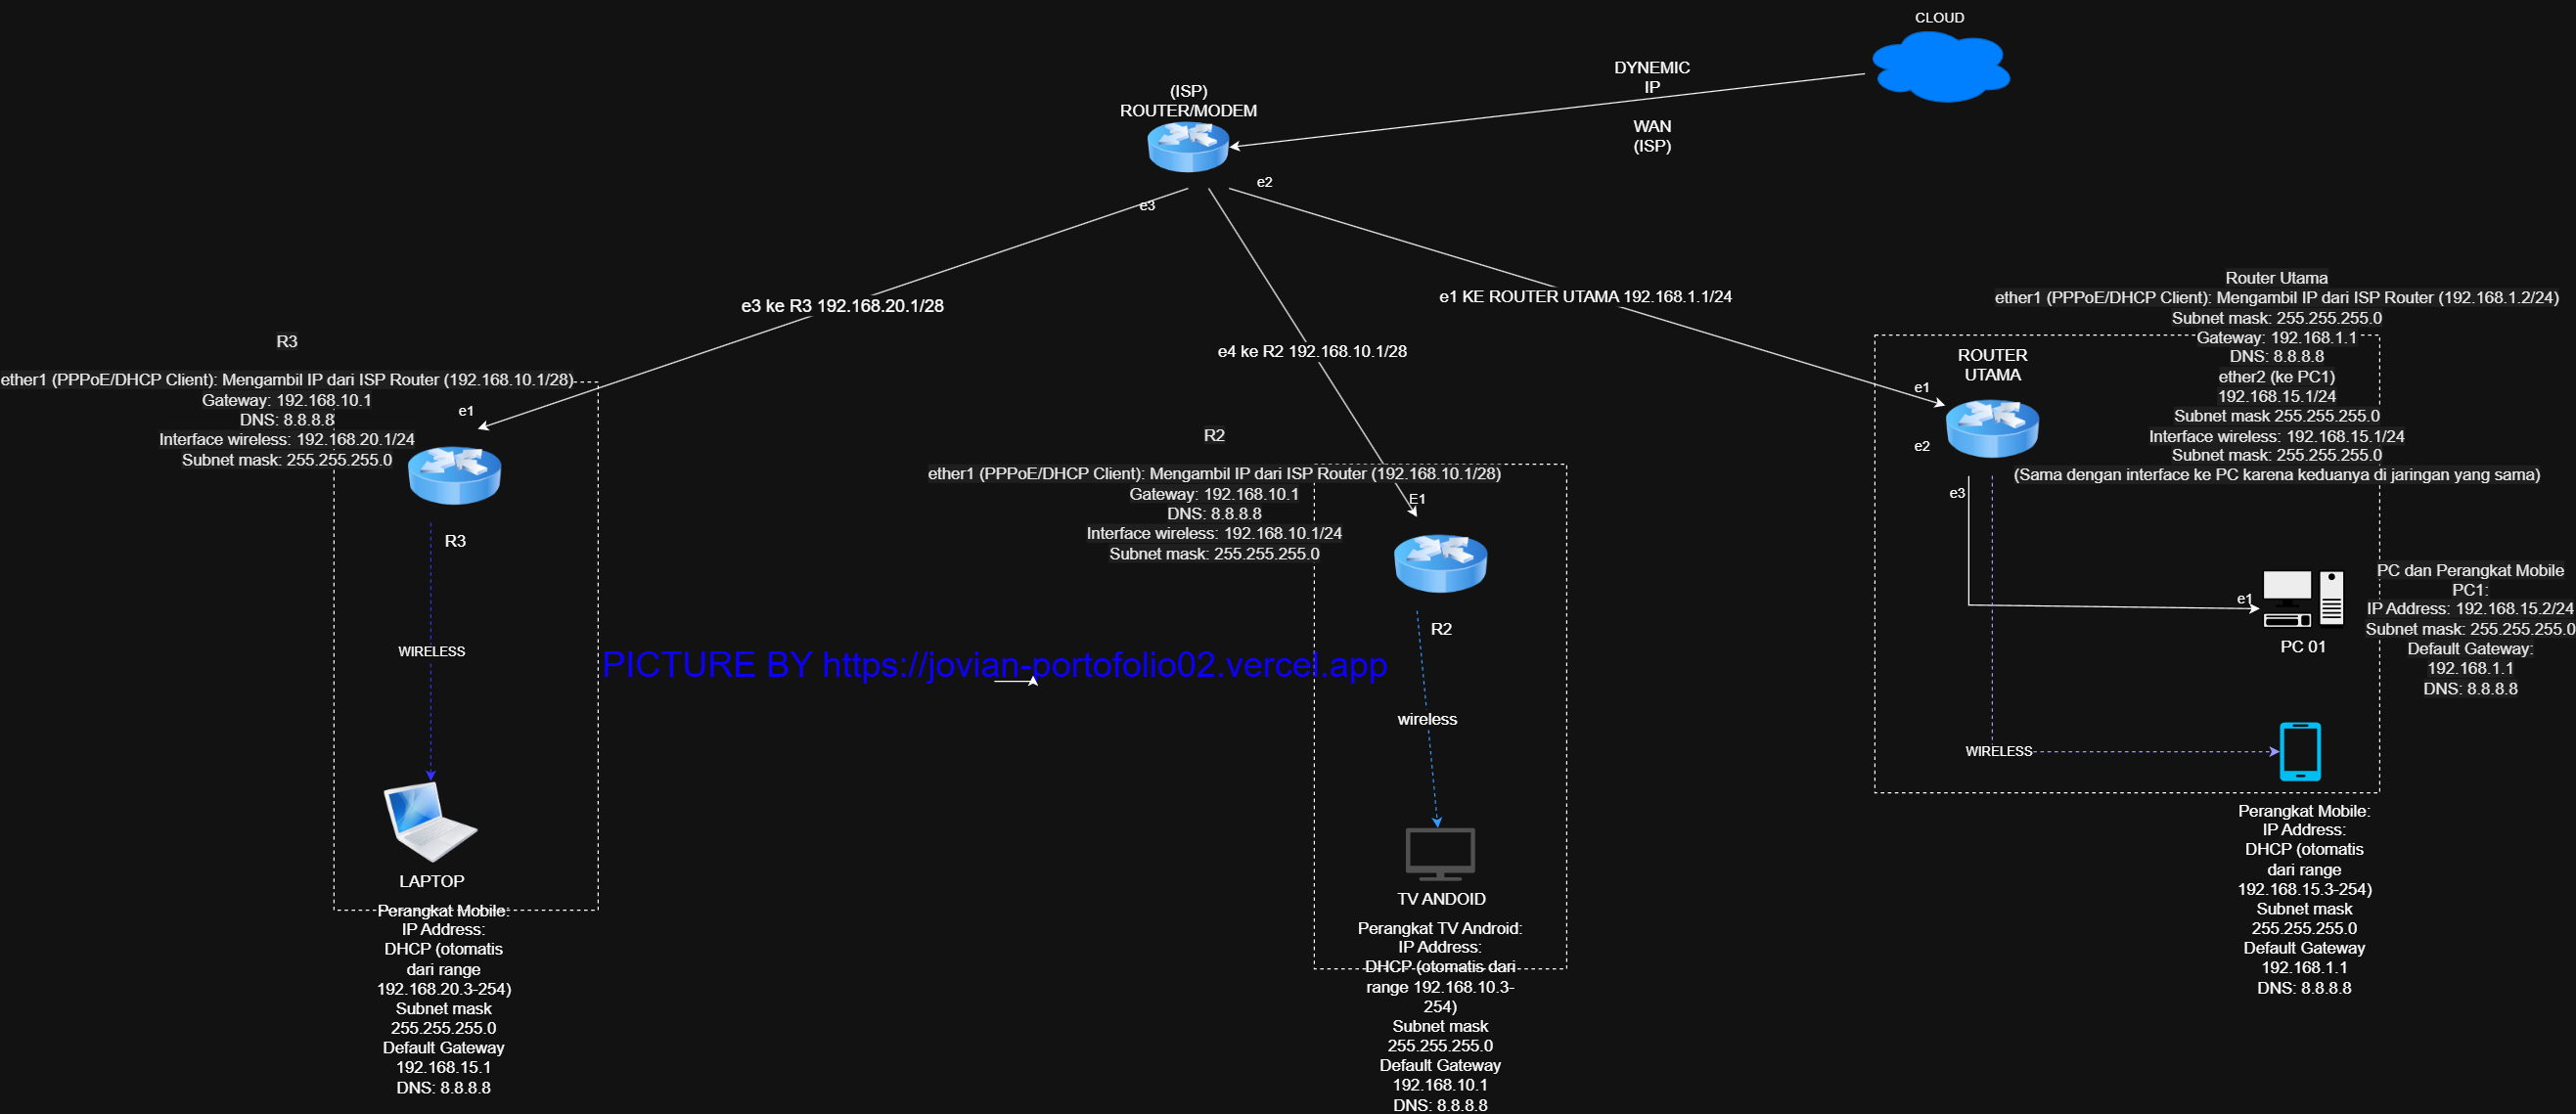 CLOUD
DYNEMIC
IP
WAN
(ISP)
(ISP)
ROUTER/MODEM
e2
e3
e3 ke R3 192.168.20.1/28
e4 ke R2 192.168.10.1/28
e1 KE ROUTER UTAMA 192.168.1.1/24
R3
ether1 (PPPoE/DHCP Client): Mengambil IP dari ISP Router (192.168.10.1/28)
Gateway: 192.168.10.1
DNS: 8.8.8.8
Interface wireless: 192.168.20.1/24
Subnet mask: 255.255.255.0
e1
R3
WIRELESS
LAPTOP
Perangkat Mobile:
IP Address:
DHCP (otomatis
dari range
192.168.20.3-254)
Subnet mask
255.255.255.0
Default Gateway
192.168.15.1
DNS: 8.8.8.8
PICTURE BY https://jovian-portofolio02.vercel.app
R2
ether1 (PPPoE/DHCP Client): Mengambil IP dari ISP Router (192.168.10.1/28)
Gateway: 192.168.10.1
DNS: 8.8.8.8
Interface wireless: 192.168.10.1/24
Subnet mask: 255.255.255.0
E1
R2
wireless
TV ANDOID
Perangkat TV Android:
IP Address:
DHCP (otomatis dari
range 192.168.10.3-
254)
Subnet mask
255.255.255.0
Default Gateway
192.168.10.1
DNS: 8.8.8.8
Router Utama
ether1 (PPPoE/DHCP Client): Mengambil IP dari ISP Router (192.168.1.2/24)
Subnet mask: 255.255.255.0
Gateway: 192.168.1.1
DNS: 8.8.8.8
ether2 (ke PC1)
192.168.15.1/24
Subnet mask 255.255.255.0
Interface wireless: 192.168.15.1/24
Subnet mask: 255.255.255.0
(Sama dengan interface ke PC karena keduanya di jaringan yang sama)
ROUTER
UTAMA
e1
e2
e3
e1
PC 01
PC dan Perangkat Mobile
PC1:
IP Address: 192.168.15.2/24
Subnet mask: 255.255.255.0
Default Gateway:
192.168.1.1
DNS: 8.8.8.8
WIRELESS
Perangkat Mobile:
IP Address:
DHCP (otomatis
dari range
192.168.15.3-254)
Subnet mask
255.255.255.0
Default Gateway
192.168.1.1
DNS: 8.8.8.8